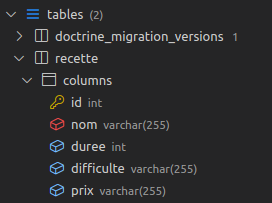 tables (2)
doctrine_migration_versions 1
recette
columns
id int
nom varchar(255)
duree int
difficulte varchar(255)
prix varchar(255)